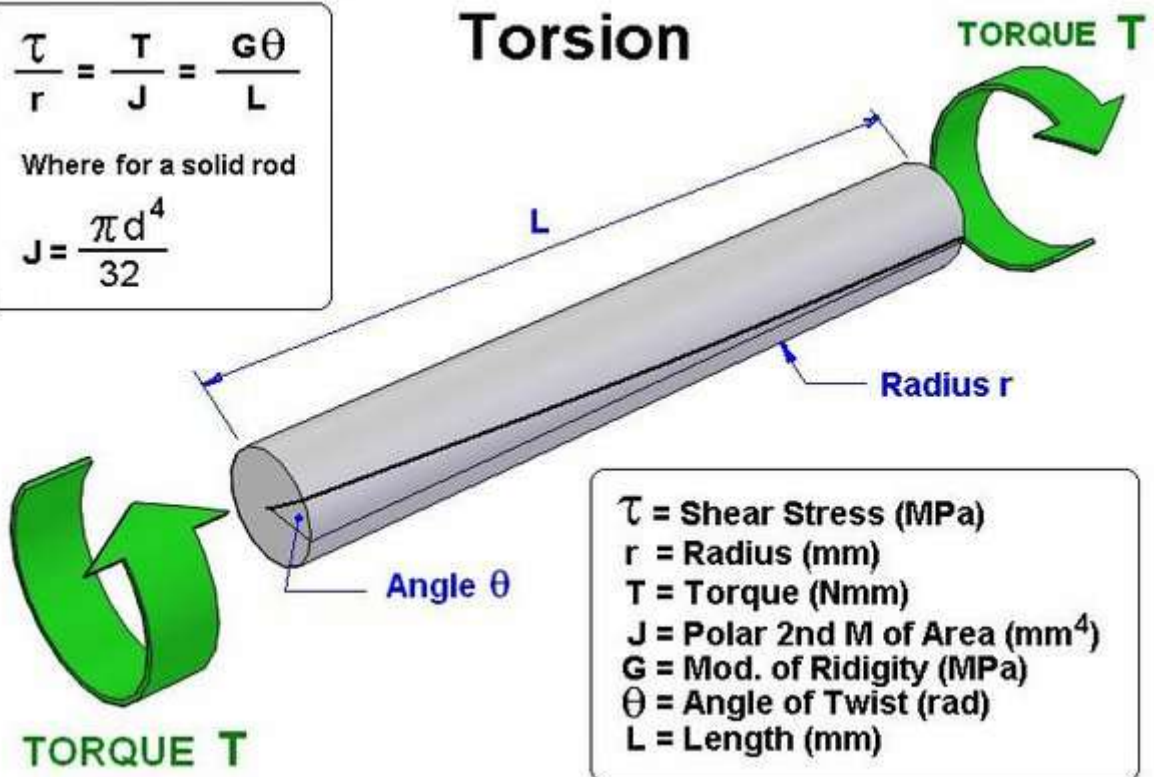 Torsion
TORQUE T
τ/r = T/J = Gθ/L
Where for a solid rod
J = πd⁴/32
L
Radius r
Angle θ
TORQUE T
τ = Shear Stress (MPa)
r = Radius (mm)
T = Torque (Nmm)
J = Polar 2nd M of Area (mm⁴)
G = Mod. of Ridigity (MPa)
θ = Angle of Twist (rad)
L = Length (mm)